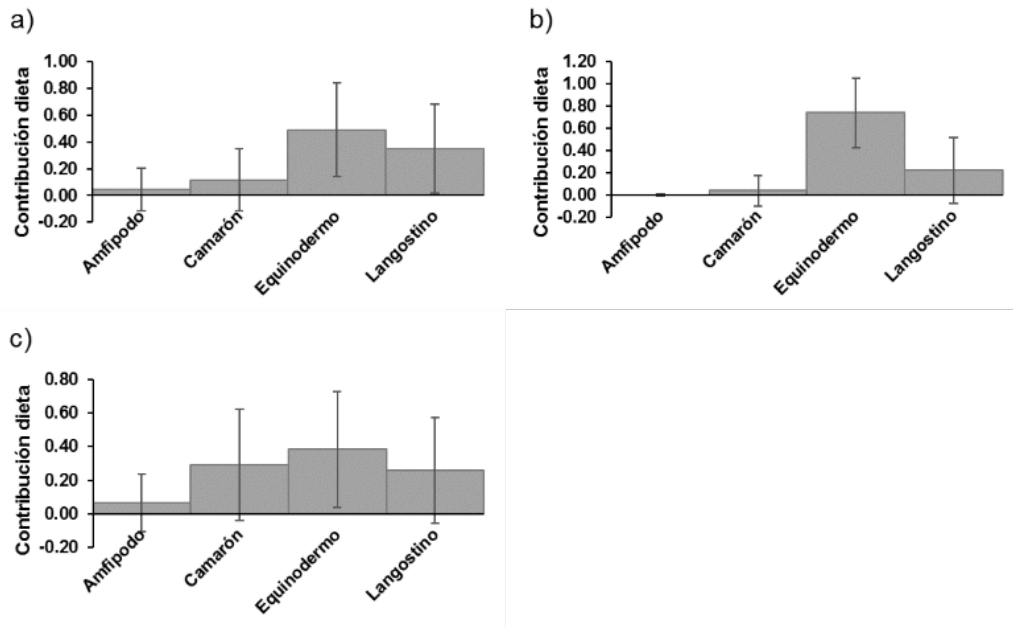 a)
Contribución dieta
1.00
0.80
0.60
0.40
0.20
0.00
-0.20
Amfipodo
Camarón
Equinodermo
Langostino
b)
Contribución dieta
1.20
1.00
0.80
0.60
0.40
0.20
0.00
-0.20
Amfipodo
Camarón
Equinodermo
Langostino
c)
Contribución dieta
0.80
0.60
0.40
0.20
0.00
-0.20
Amfipodo
Camarón
Equinodermo
Langostino